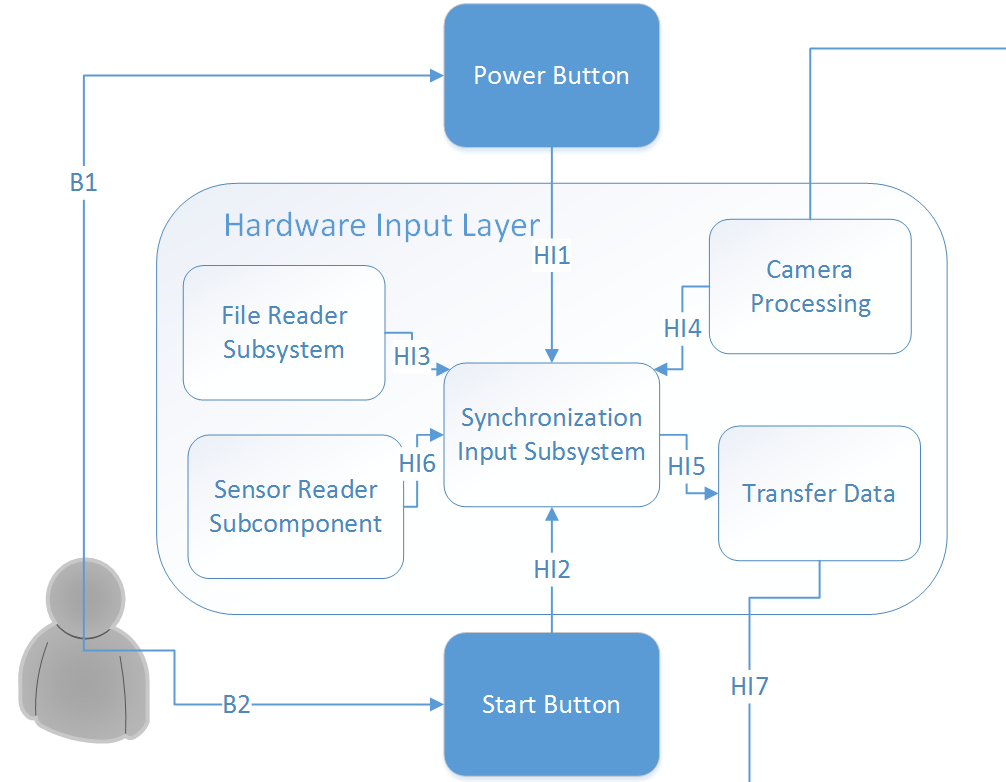 Power Button
B1
Hardware Input Layer
HI1
Camera
Processing
File Reader
Subsystem
HI4
HI3
Synchronization
Input Subsystem
HI6
HI5
Sensor Reader
Subcomponent
Transfer Data
HI2
HI7
B2
Start Button